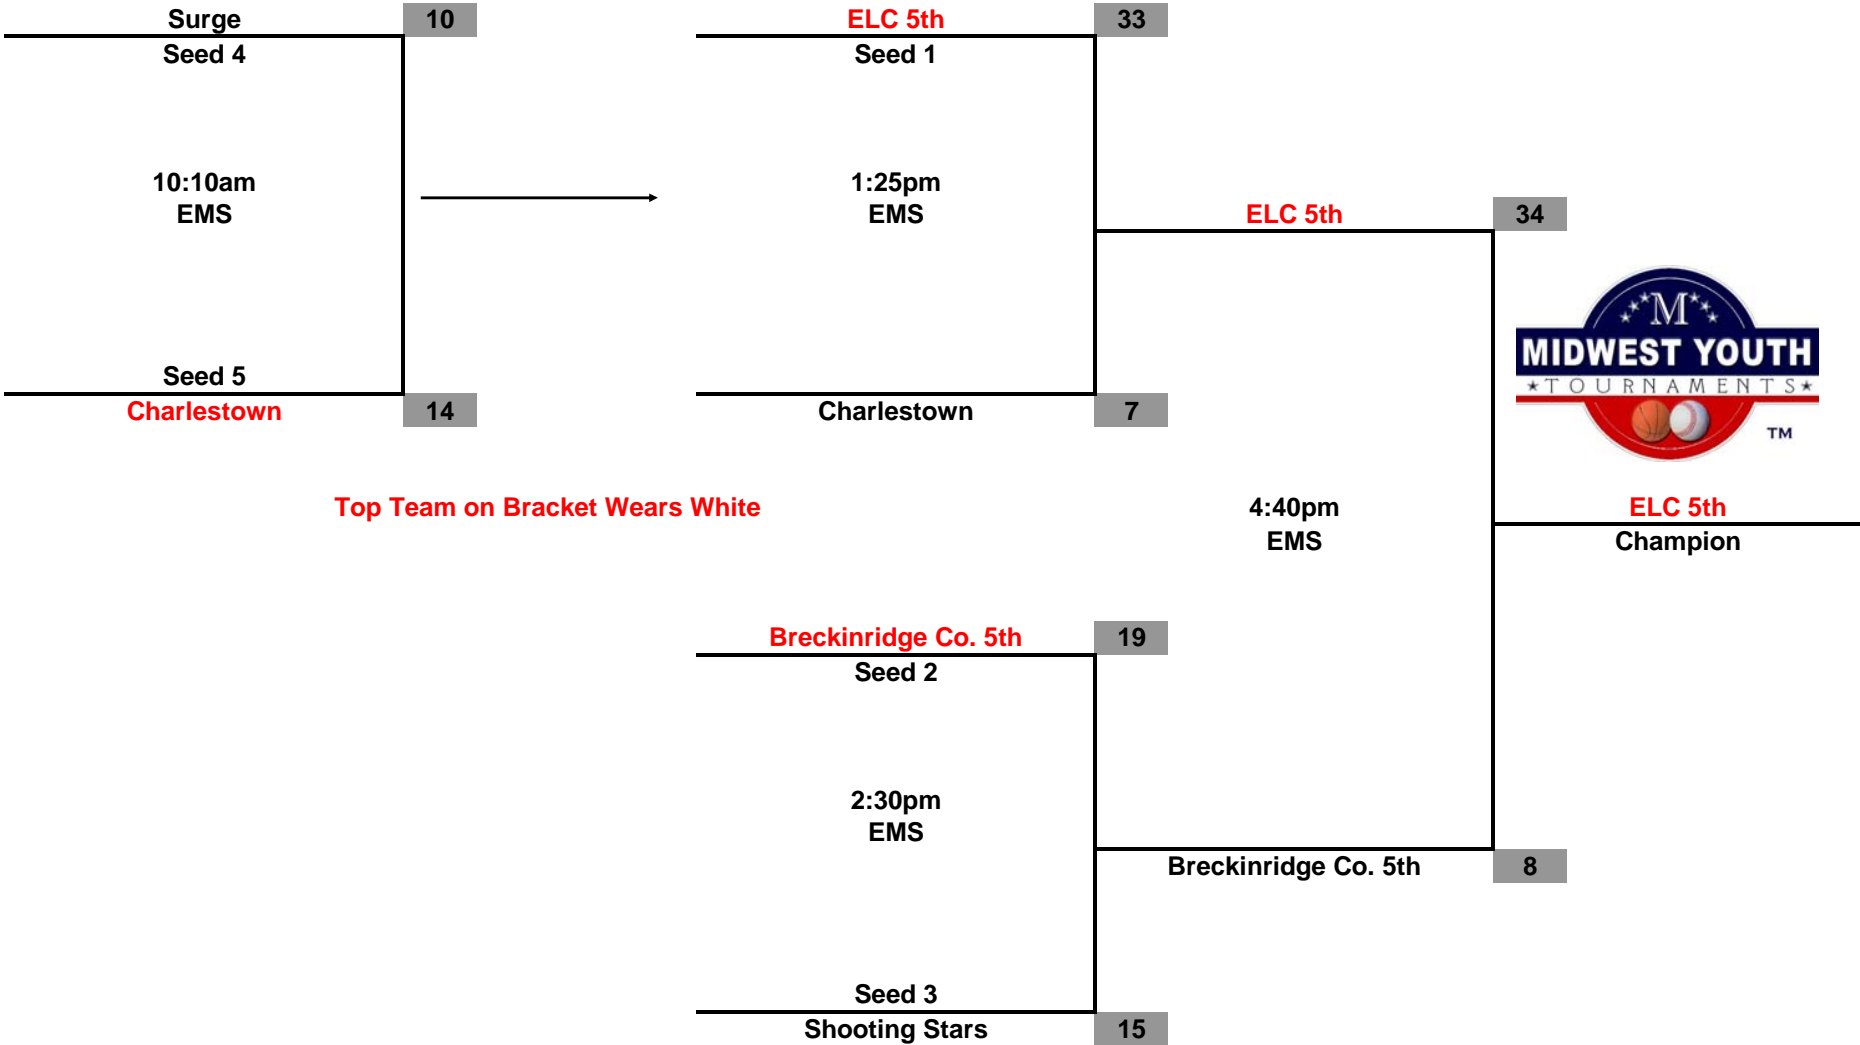 Surge 10
Seed 4
10:10am
EMS
Seed 5
Charlestown 14
ELC 5th 33
Seed 1
1:25pm
EMS
Charlestown 7
ELC 5th 34
M
MIDWEST YOUTH
TOURNAMENTS
TM
Top Team on Bracket Wears White
4:40pm
EMS
ELC 5th
Champion
Breckinridge Co. 5th 19
Seed 2
2:30pm
EMS
Breckinridge Co. 5th 8
Seed 3
Shooting Stars 15